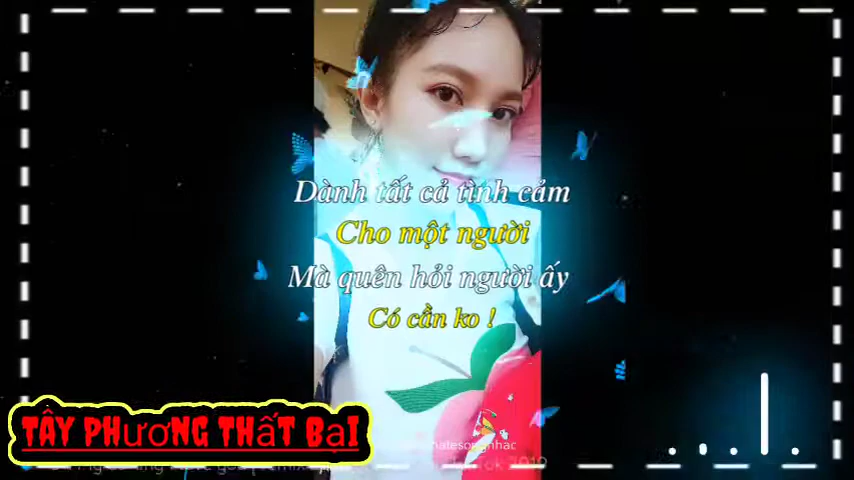 Dành tất cả tình cảm
Cho một người
Mà quên hỏi người ấy
Có cần ko !
TẨY PHươNG THấT BạI